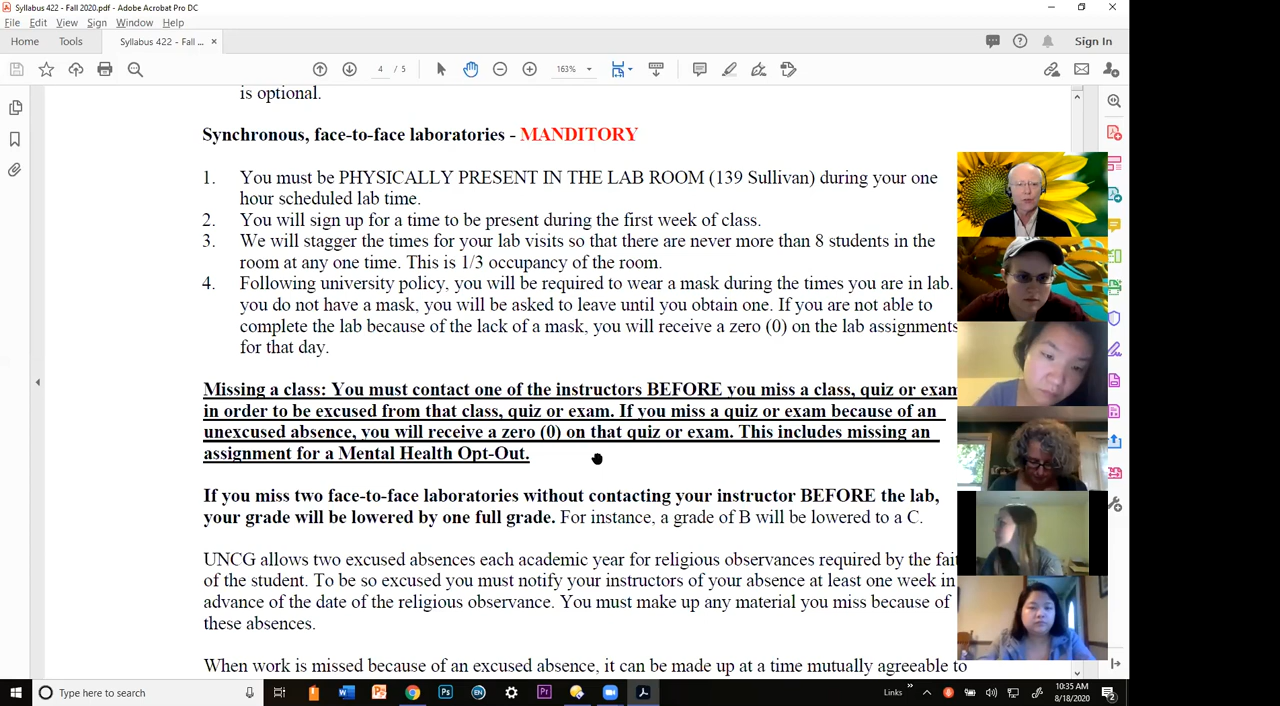 Syllabus 422 - Fall 2020.pdf - Adobe Acrobat Pro DC
File Edit View Sign Window Help
Home Tools Syllabus 422 - Fall ... × Sign In
4 / 5 163%
is optional.
Synchronous, face-to-face laboratories - MANDITORY
1. You must be PHYSICALLY PRESENT IN THE LAB ROOM (139 Sullivan) during your one
hour scheduled lab time.
2. You will sign up for a time to be present during the first week of class.
3. We will stagger the times for your lab visits so that there are never more than 8 students in the
room at any one time. This is 1/3 occupancy of the room.
4. Following university policy, you will be required to wear a mask during the times you are in lab.
you do not have a mask, you will be asked to leave until you obtain one. If you are not able to
complete the lab because of the lack of a mask, you will receive a zero (0) on the lab assignments
for that day.
Missing a class: You must contact one of the instructors BEFORE you miss a class, quiz or exam
in order to be excused from that class, quiz or exam. If you miss a quiz or exam because of an
unexcused absence, you will receive a zero (0) on that quiz or exam. This includes missing an
assignment for a Mental Health Opt-Out.
If you miss two face-to-face laboratories without contacting your instructor BEFORE the lab,
your grade will be lowered by one full grade. For instance, a grade of B will be lowered to a C.
UNCG allows two excused absences each academic year for religious observances required by the fait
of the student. To be so excused you must notify your instructors of your absence at least one week in
advance of the date of the religious observance. You must make up any material you miss because of
these absences.
When work is missed because of an excused absence, it can be made up at a time mutually agreeable to
Type here to search Links 10:35 AM
8/18/2020